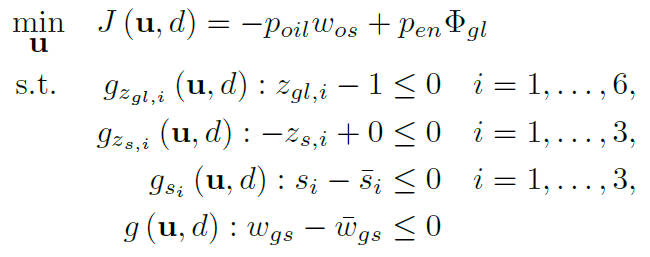 min u J (u, d) = −p_{oil}w_{os} + p_{en}Φ_{gl}
s.t. g_{z_{gl,i}} (u, d) : z_{gl,i} − 1 ≤ 0 i = 1, . . . , 6,
g_{z_{s,i}} (u, d) : −z_{s,i} + 0 ≤ 0 i = 1, . . . , 3,
g_{s_i} (u, d) : s_i − s̄_i ≤ 0 i = 1, . . . , 3,
g (u, d) : w_{gs} − w̄_{gs} ≤ 0